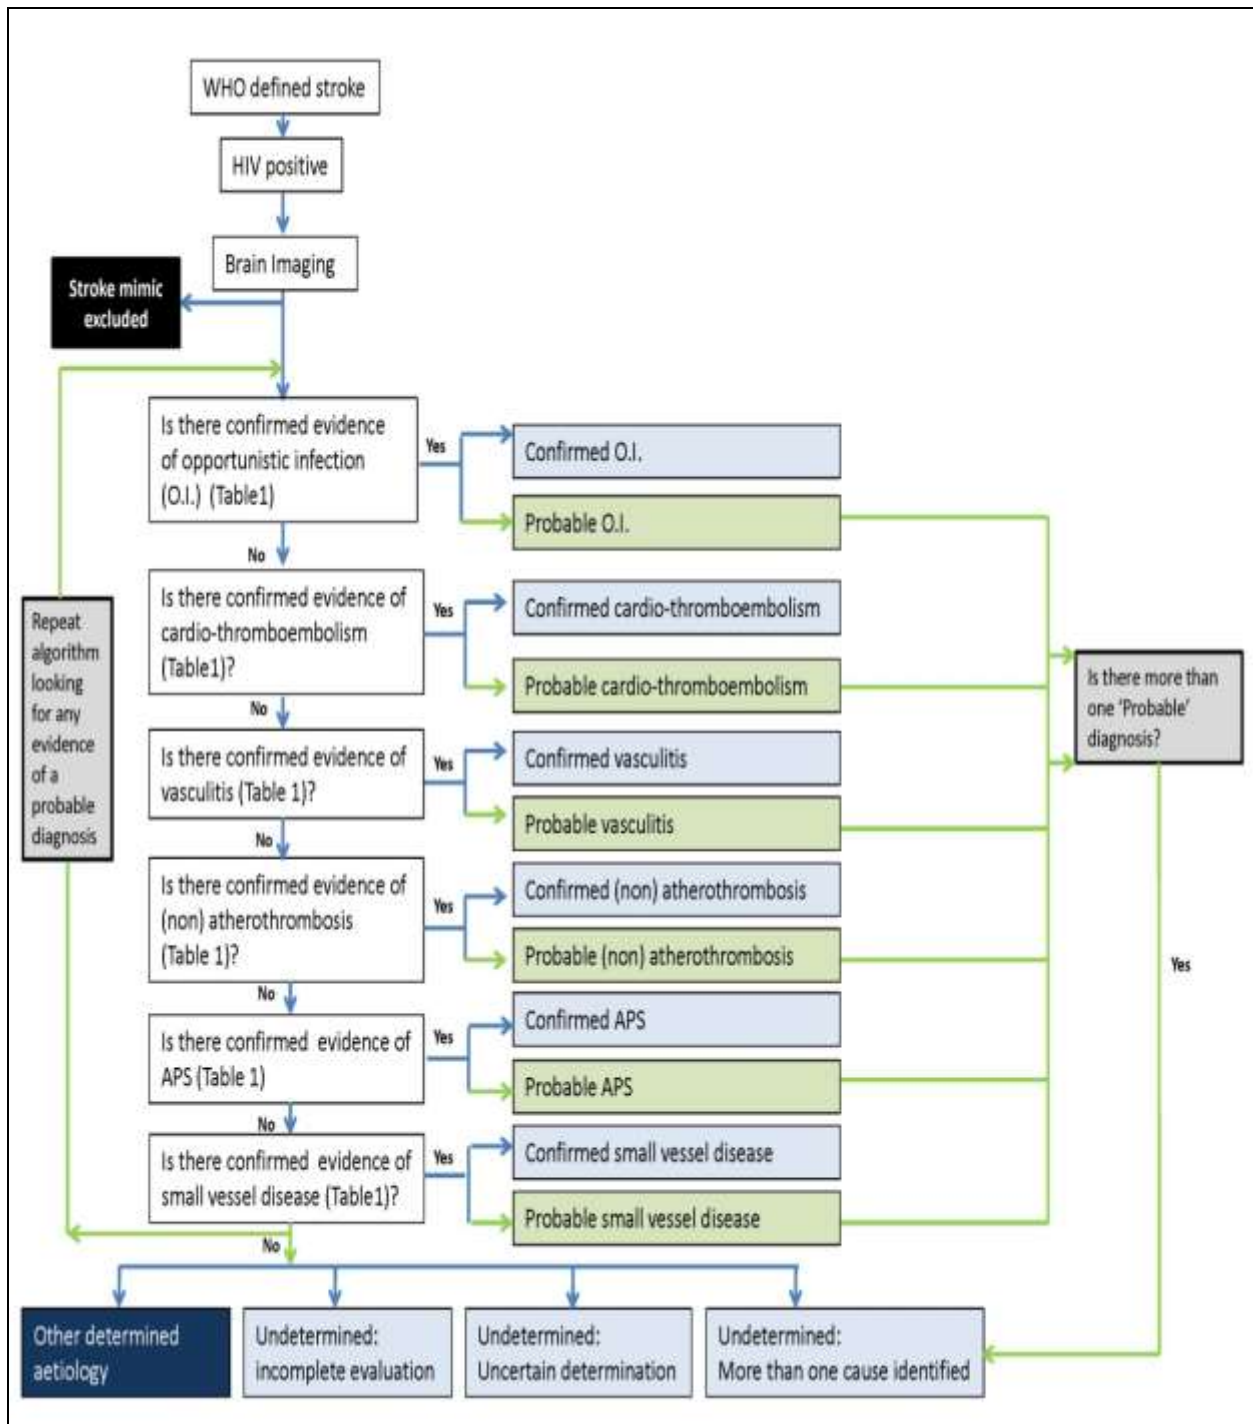 WHO defined stroke
HIV positive
Brain Imaging
Stroke mimic
excluded
Is there confirmed evidence
of opportunistic infection
(O.I.) (Table1)
Yes
Confirmed O.I.
Probable O.I.
No
Is there confirmed evidence of
cardio-thromboembolism
(Table1)?
Yes
Confirmed cardio-thromboembolism
Probable cardio-thromboembolism
No
Repeat
algorithm
looking
for any
evidence
of a
probable
diagnosis
Is there more than
one ‘Probable’
diagnosis?
Is there confirmed evidence of
vasculitis (Table 1)?
Yes
Confirmed vasculitis
Probable vasculitis
No
Is there confirmed evidence of
(non) atherothrombosis
(Table 1)?
Yes
Confirmed (non) atherothrombosis
Probable (non) atherothrombosis
Yes
No
Is there confirmed evidence of
APS (Table 1)
Yes
Confirmed APS
Probable APS
No
Is there confirmed evidence of
small vessel disease (Table1)?
Yes
Confirmed small vessel disease
Probable small vessel disease
No
Other determined
aetiology
Undetermined:
incomplete evaluation
Undetermined:
Uncertain determination
Undetermined:
More than one cause identified